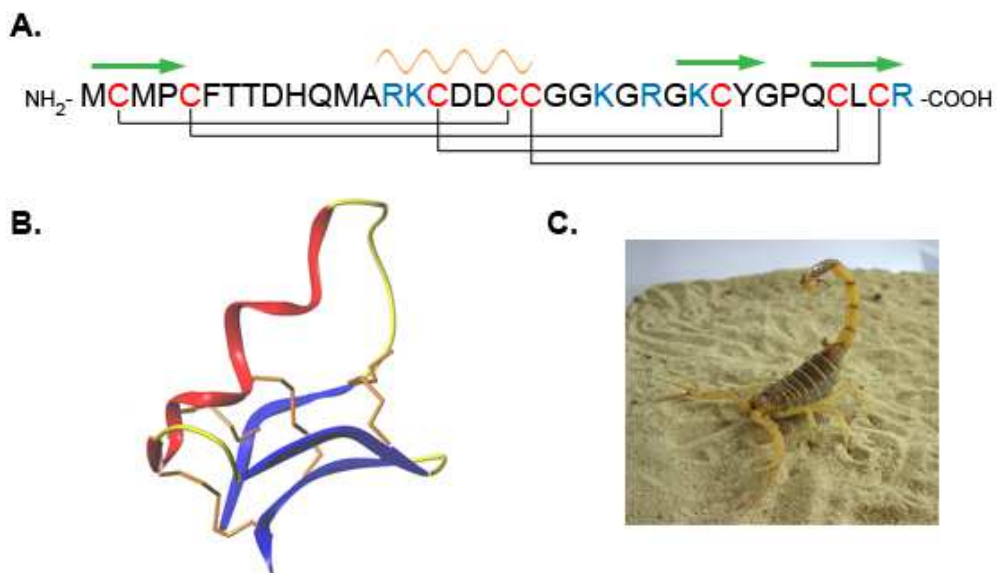 A.
NH2- MCMPCFTTDHQMARKCDDCCGGKGRGKCYGPQCLCR -COOH
B.
C.